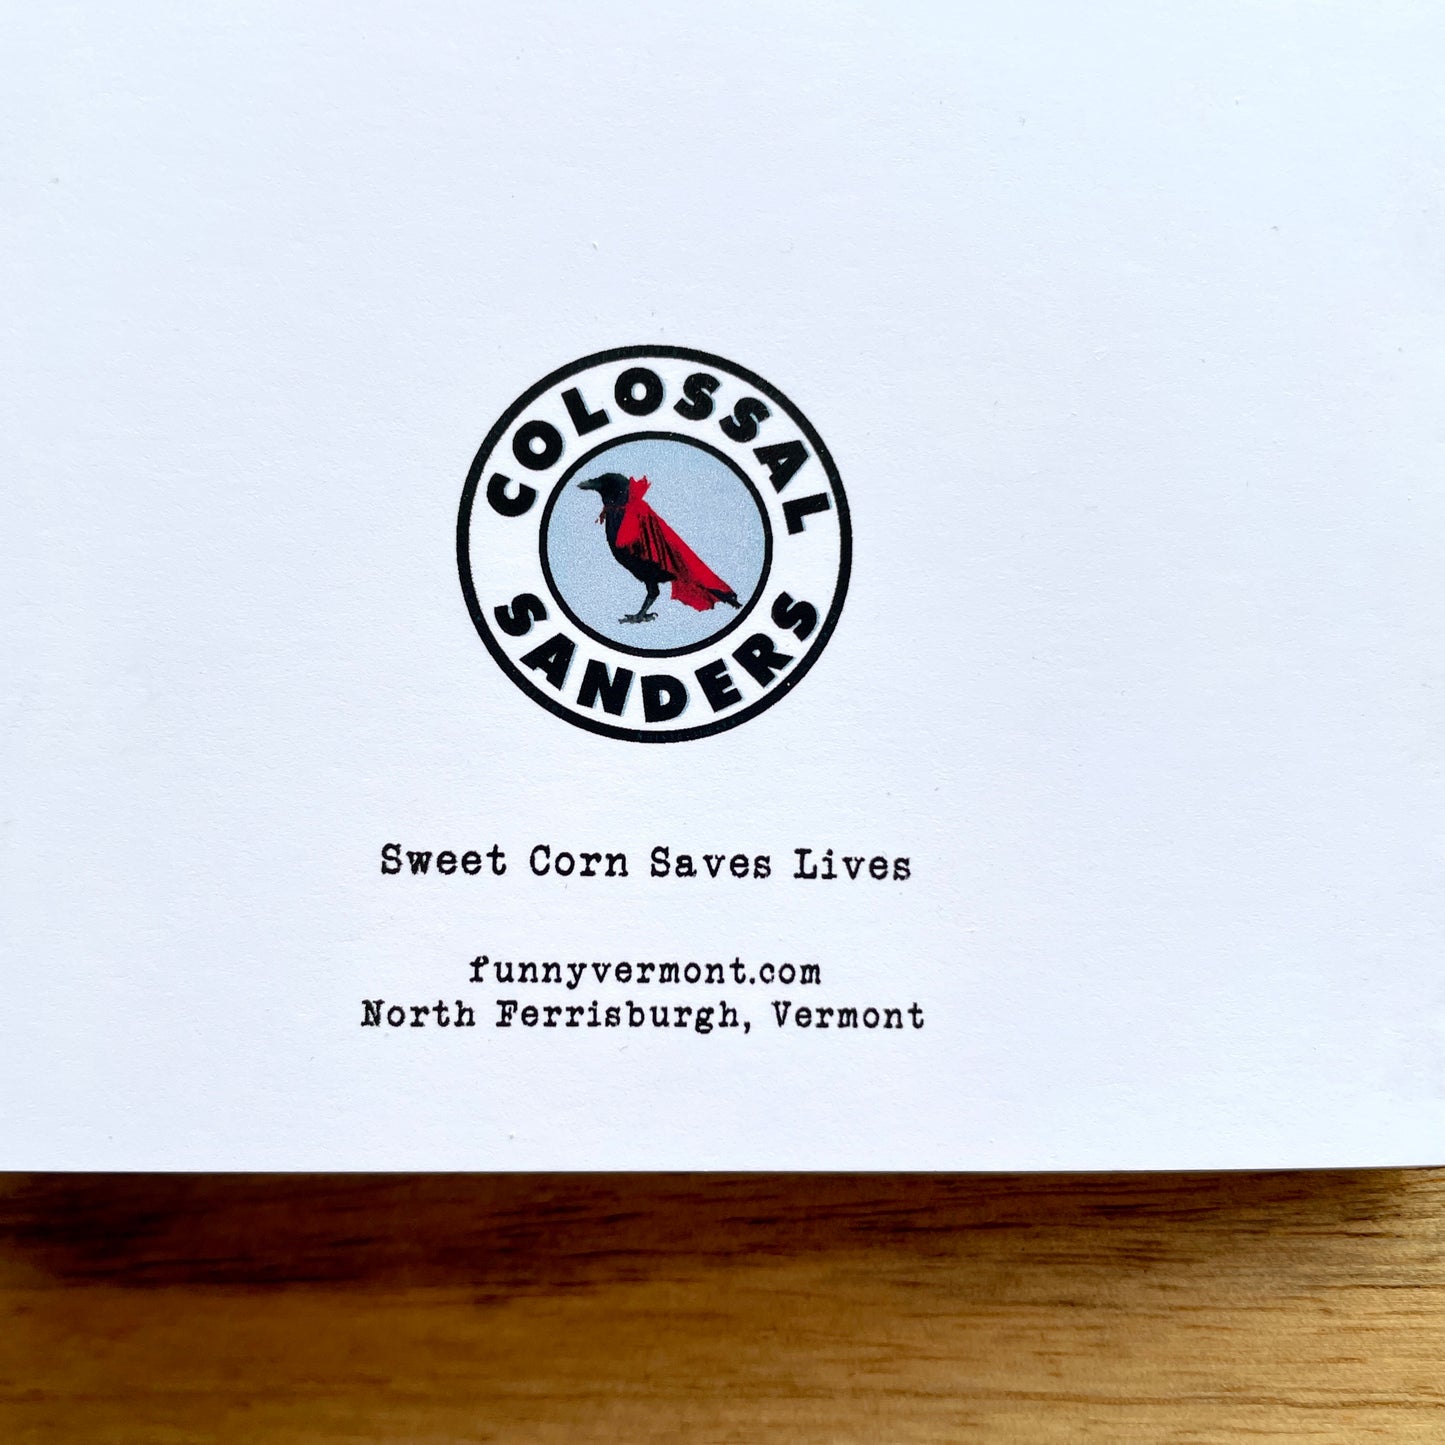 COLOSSAL
SANDERS
Sweet Corn Saves Lives
funnyvermont.com
North Ferrisburgh, Vermont